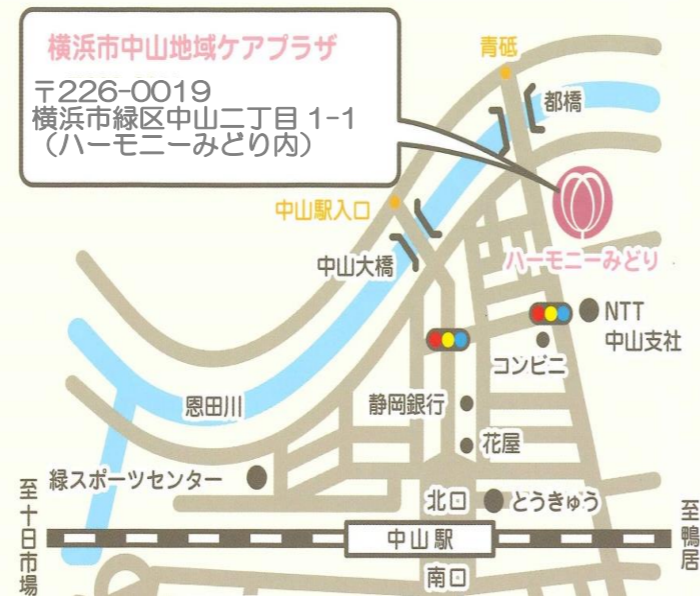 横浜市中山地域ケアプラザ
〒226-0019
横浜市緑区中山二丁目 1-1
（ハーモニーみどり内）
青砥
都橋
中山駅入口
中山大橋
ハーモニーみどり
NTT
中山支社
コンビニ
恩田川
静岡銀行
花屋
緑スポーツセンター
北口
とうきゅう
至十日市場
中山駅
至鴨居
南口